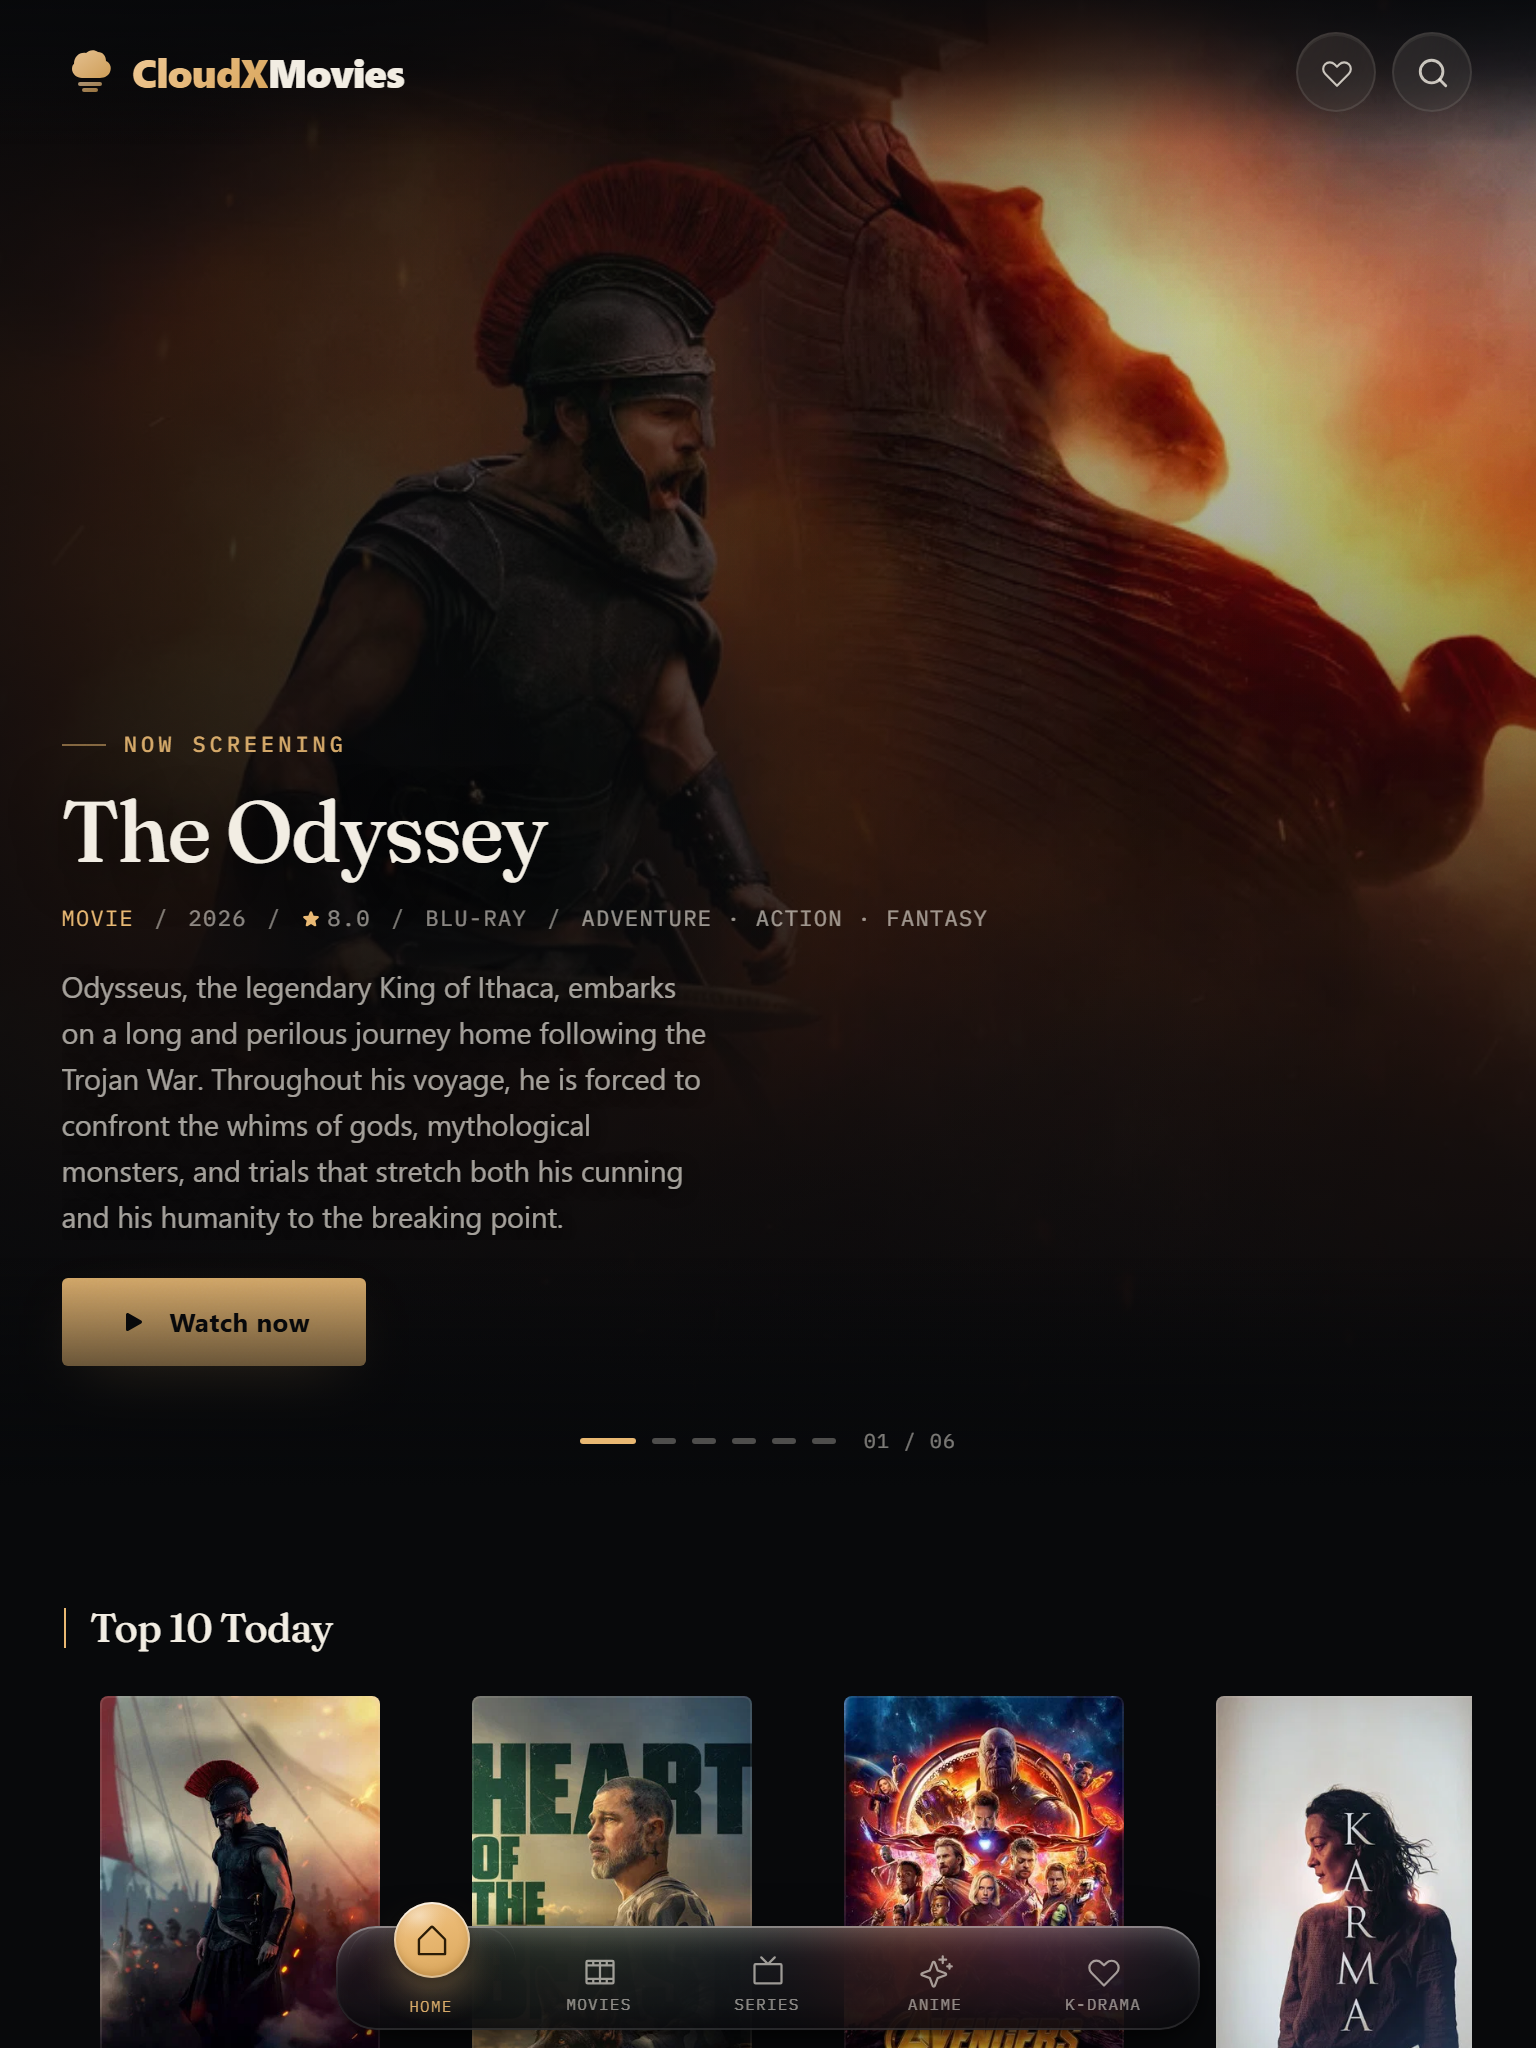 CloudXMovies
NOW SCREENING
The Odyssey
MOVIE / 2026 / ★ 8.0 / BLU-RAY / ADVENTURE · ACTION · FANTASY
Odysseus, the legendary King of Ithaca, embarks
on a long and perilous journey home following the
Trojan War. Throughout his voyage, he is forced to
confront the whims of gods, mythological
monsters, and trials that stretch both his cunning
and his humanity to the breaking point.
Watch now
01 / 06
Top 10 Today
HEART
OF
THE
KARMA
AVENGERS
HOME
MOVIES
SERIES
ANIME
K-DRAMA